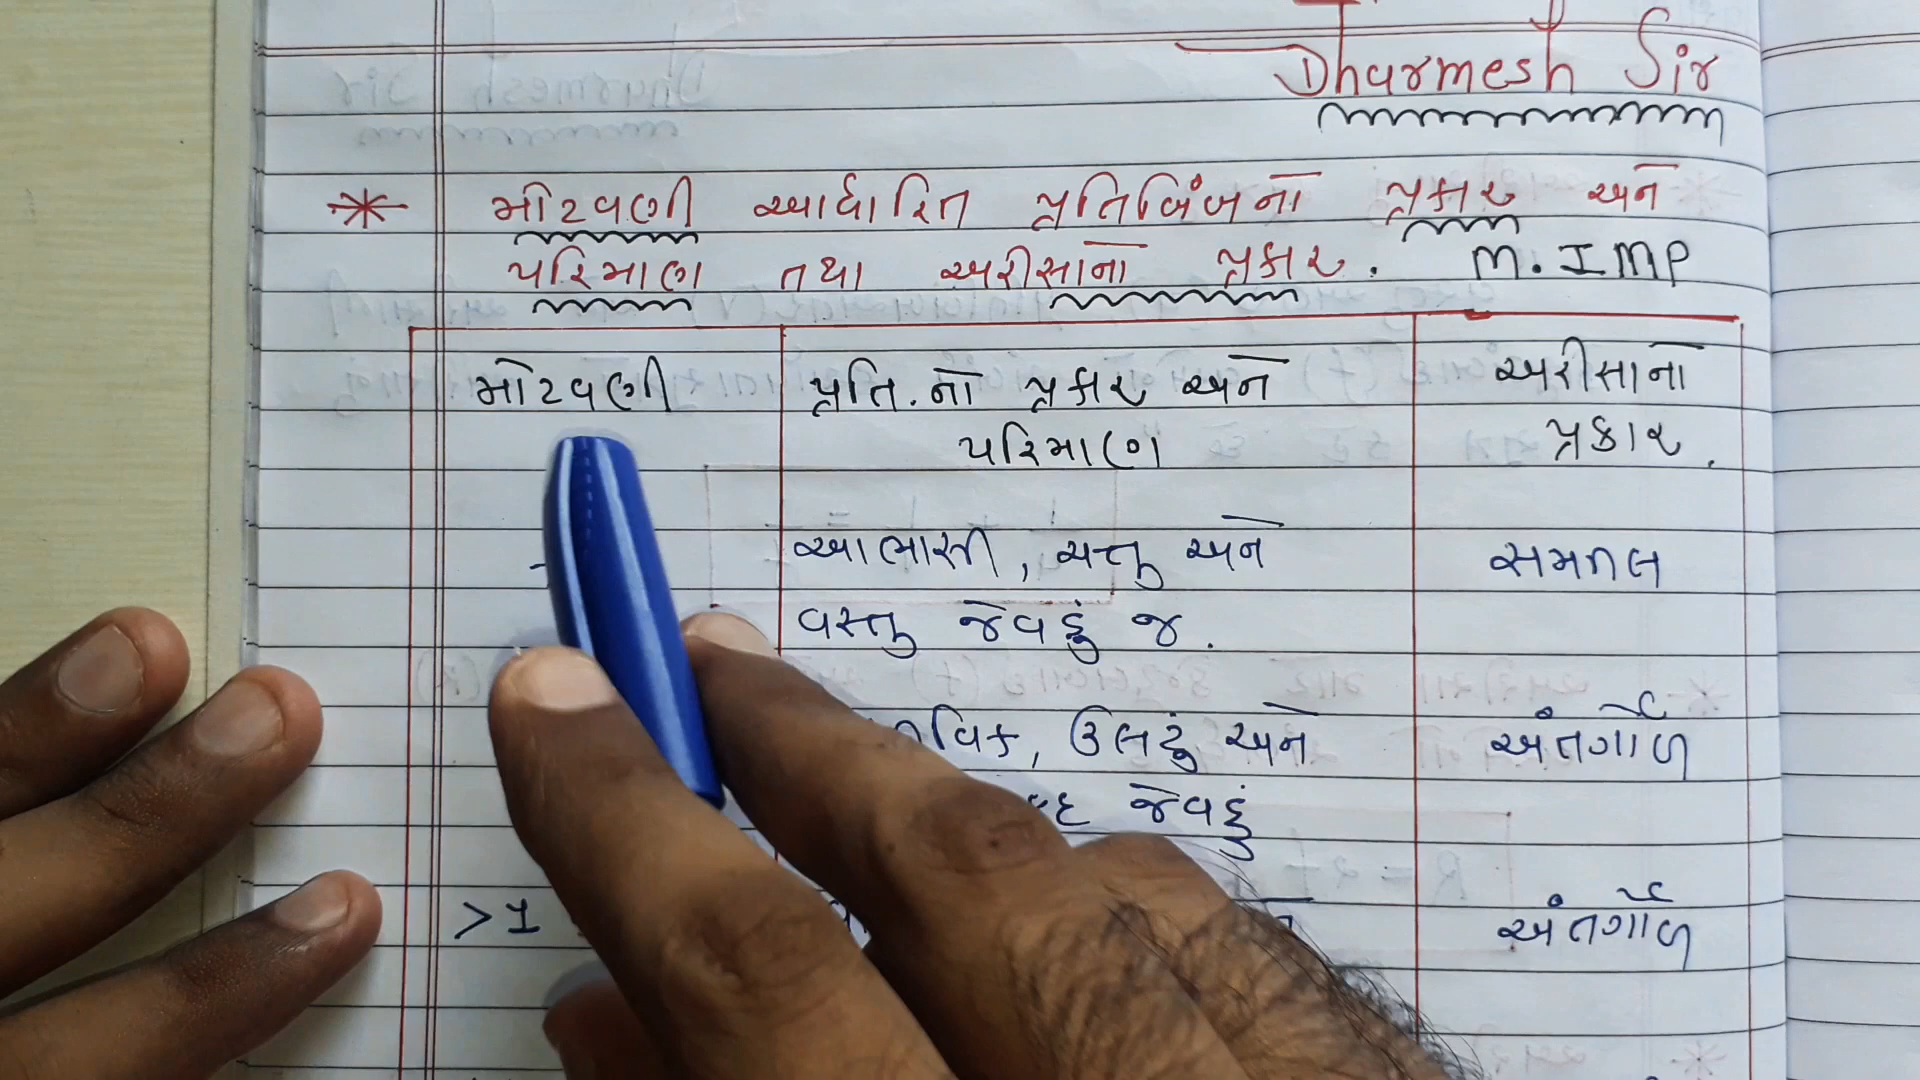 Dharmesh Sir
* મોટવણી આધારિત પ્રતિબિંબનો પ્રકાર અને
પરિમાણ તથા અરીસાનો પ્રકાર. M. IMP
મોટવણી પ્રતિ.નો પ્રકાર અને અરીસાનો
પરિમાણ પ્રકાર.
આભાસી, ચત્તુ અને સમતલ
વસ્તુ જેવડું જ.
ઉલટું અને અંતર્ગોળ
જેવડું
>1 અંતર્ગોળ